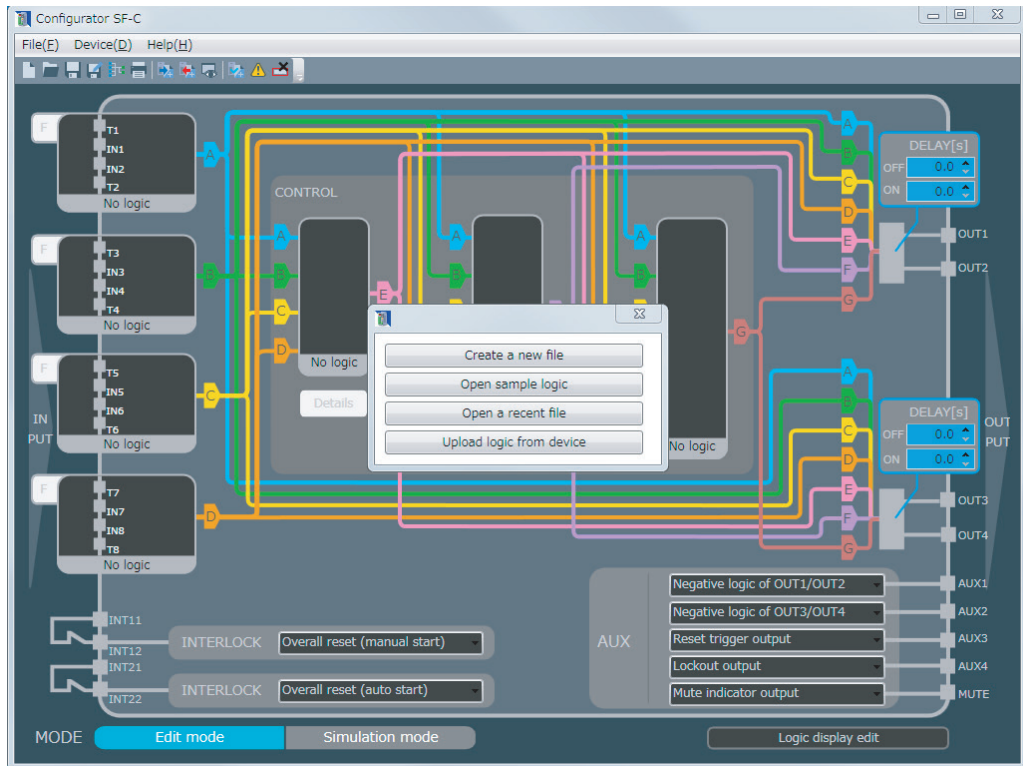 Configurator SF-C
File(F) Device(D) Help(H)
F
T1
IN1
IN2
T2
No logic
A
F
T3
IN3
IN4
T4
No logic
B
F
T5
IN5
IN6
T6
No logic
C
F
T7
IN7
IN8
T8
No logic
D
IN
PUT
CONTROL
A
B
C
D
No logic
Details
E
A
B
C
A
B
C
No logic
G
Create a new file
Open sample logic
Open a recent file
Upload logic from device
A
B
C
D
E
F
G
DELAY[s]
OFF 0.0
ON 0.0
OUT1
OUT2
A
B
C
D
E
F
G
DELAY[s]
OFF 0.0
ON 0.0
OUT3
OUT4
OUT
PUT
INT11
INT12
INTERLOCK Overall reset (manual start)
INT21
INT22
INTERLOCK Overall reset (auto start)
AUX
Negative logic of OUT1/OUT2 AUX1
Negative logic of OUT3/OUT4 AUX2
Reset trigger output AUX3
Lockout output AUX4
Mute indicator output MUTE
MODE Edit mode Simulation mode Logic display edit